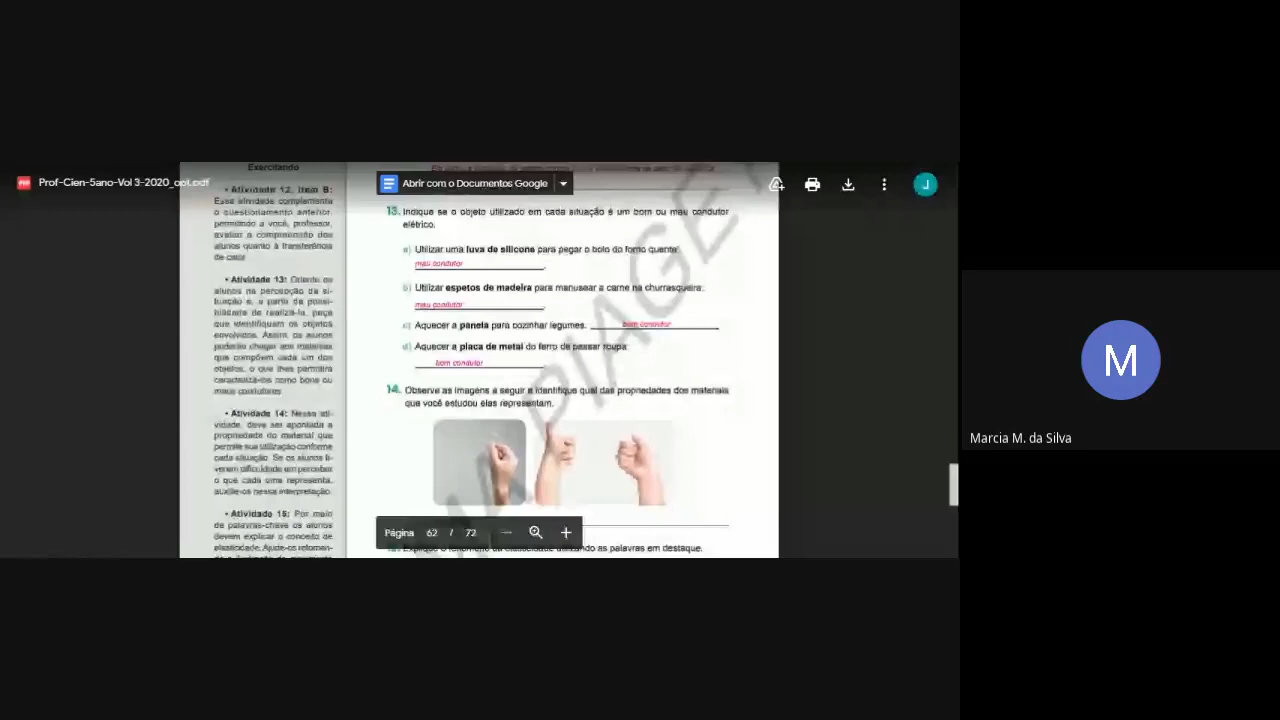 Exercitando
Prof-Cien-5ano-Vol 3-2020_opt.pdf
Abrir com o Documentos Google
J
• Atividade 12, item B:
Essa atividade complementa
o questionamento anterior,
permitindo a você, professor,
avaliar a compreensão dos
alunos quanto à transferência
de calor.
• Atividade 13: Oriente os
alunos na percepção da si-
tuação e, a partir da possi-
bilidade de realizá-la, peça
que identifiquem os objetos
envolvidos. Assim, os alunos
poderão chegar aos materiais
que compõem cada um dos
objetos, o que lhes permitirá
caracterizá-los como bons ou
maus condutores.
• Atividade 14: Nessa ati-
vidade, deve ser apontada a
propriedade do material que
permite sua utilização conforme
cada situação. Se os alunos ti-
verem dificuldade em perceber
o que cada uma representa,
auxilie-os nessa interpretação.
• Atividade 15: Por meio
de palavras-chave os alunos
devem explicar o conceito de
elasticidade. Ajude-os
13. Indique se o objeto utilizado em cada situação é um bom ou mau condutor
elétrico.
a) Utilizar uma luva de silicone para pegar o bolo do forno quente:
mau condutor
b) Utilizar espetos de madeira para manusear a carne na churrasqueira:
mau condutor
c) Aquecer a panela para cozinhar legumes. bom condutor
d) Aquecer a placa de metal do ferro de passar roupa:
bom condutor
14. Observe as imagens a seguir e identifique qual das propriedades dos materiais
que você estudou elas representam.
Página 62 / 72
as palavras em destaque.
M
Marcia M. da Silva